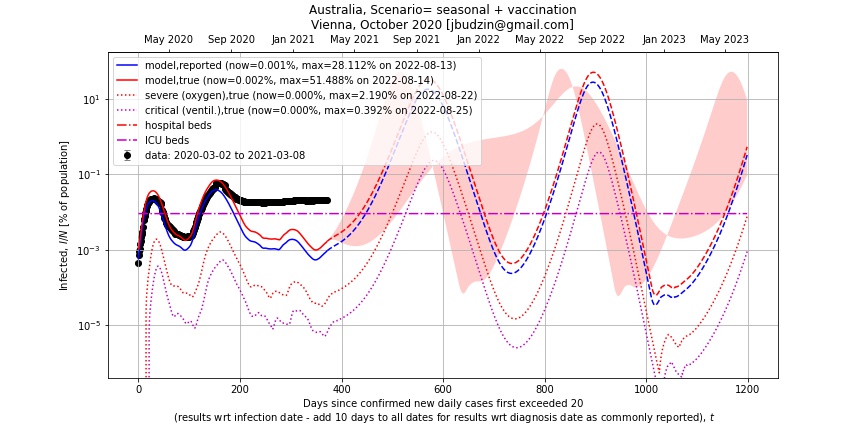 Australia, Scenario= seasonal + vaccination
Vienna, October 2020 [jbudzin@gmail.com]
May 2020 Sep 2020 Jan 2021 May 2021 Sep 2021 Jan 2022 May 2022 Sep 2022 Jan 2023 May 2023
model,reported (now=0.001%, max=28.112% on 2022-08-13)
model,true (now=0.002%, max=51.488% on 2022-08-14)
severe (oxygen),true (now=0.000%, max=2.190% on 2022-08-22)
critical (ventil.),true (now=0.000%, max=0.392% on 2022-08-25)
hospital beds
ICU beds
data: 2020-03-02 to 2021-03-08
Infected, I/N [% of population]
10¹
10⁻¹
10⁻³
10⁻⁵
0 200 400 600 800 1000 1200
Days since confirmed new daily cases first exceeded 20
(results wrt infection date - add 10 days to all dates for results wrt diagnosis date as commonly reported), t